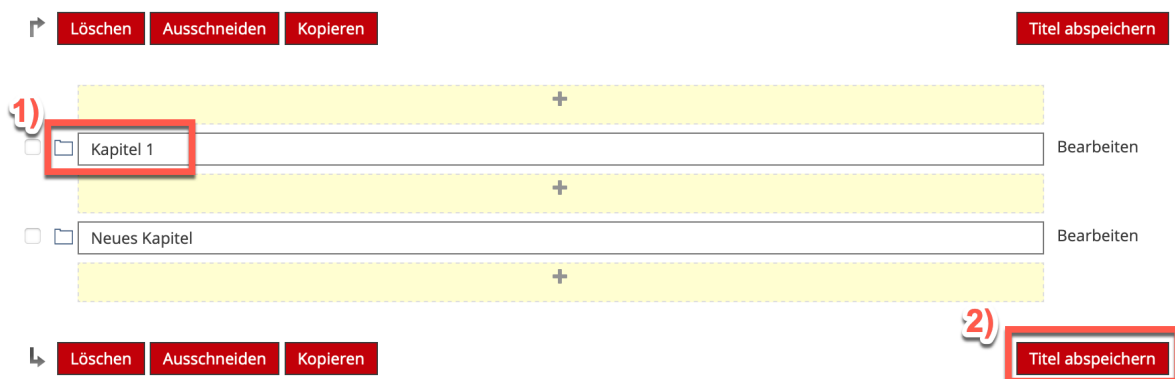 Löschen Ausschneiden Kopieren Titel abspeichern
1)
Kapitel 1 Bearbeiten
Neues Kapitel Bearbeiten
2)
Löschen Ausschneiden Kopieren Titel abspeichern